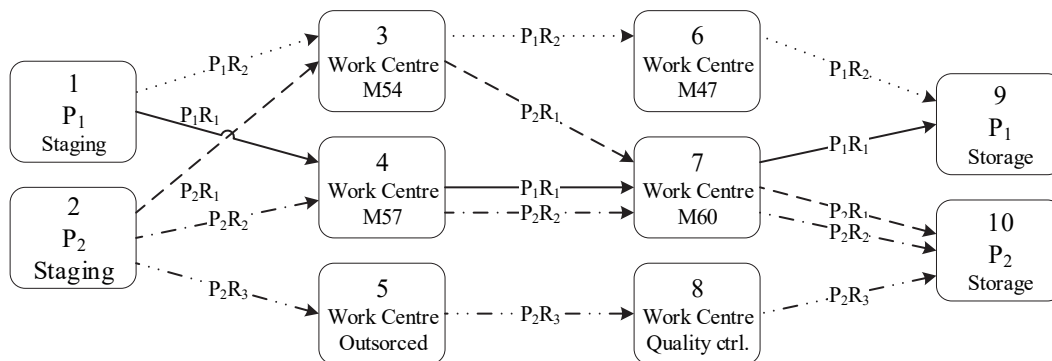 1
P₁
Staging
2
P₂
Staging
P₁R₂
P₁R₁
P₂R₁
P₂R₂
P₂R₃
3
Work Centre
M54
4
Work Centre
M57
5
Work Centre
Outsorced
P₁R₂
P₂R₁
P₁R₁
P₂R₂
P₂R₃
6
Work Centre
M47
7
Work Centre
M60
8
Work Centre
Quality ctrl.
P₁R₂
P₁R₁
P₂R₁
P₂R₂
P₂R₃
9
P₁
Storage
10
P₂
Storage